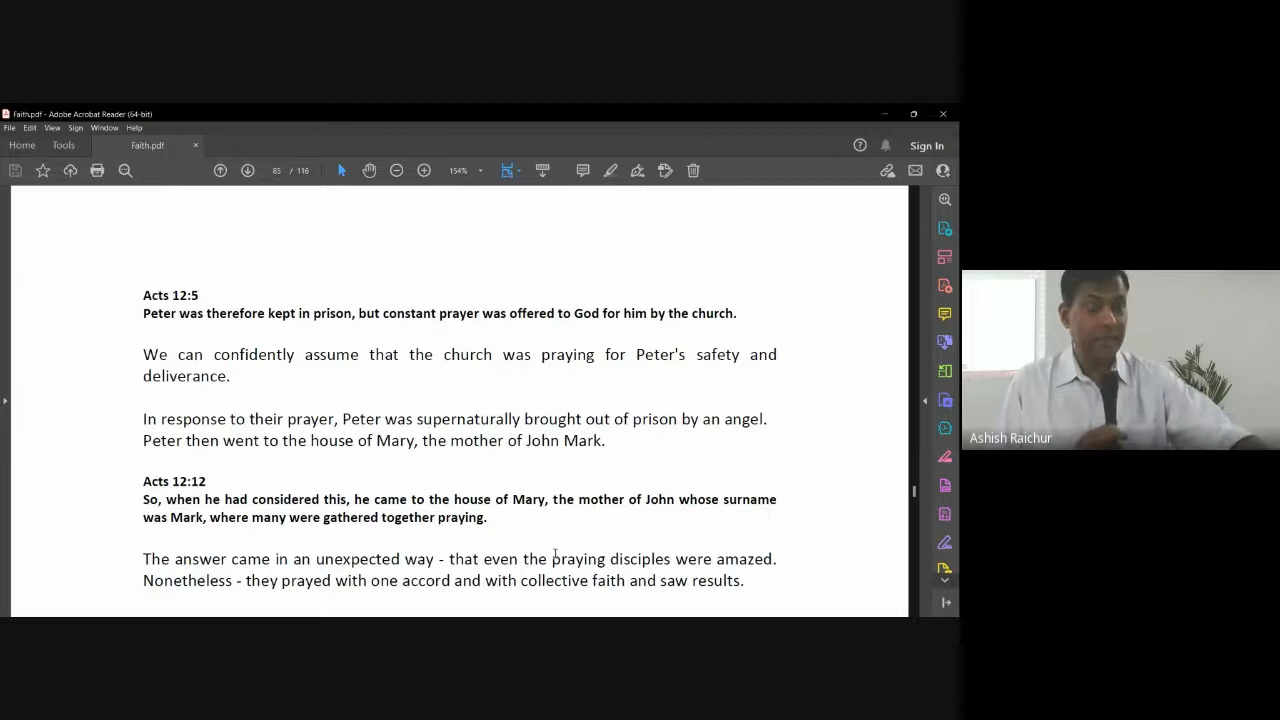 Faith.pdf - Adobe Acrobat Reader (64-bit)
File Edit View Sign Window Help
Home Tools Faith.pdf × Sign In
85 / 116 154%
Acts 12:5
Peter was therefore kept in prison, but constant prayer was offered to God for him by the church.
We can confidently assume that the church was praying for Peter's safety and
deliverance.
In response to their prayer, Peter was supernaturally brought out of prison by an angel.
Peter then went to the house of Mary, the mother of John Mark.
Acts 12:12
So, when he had considered this, he came to the house of Mary, the mother of John whose surname
was Mark, where many were gathered together praying.
The answer came in an unexpected way - that even the praying disciples were amazed.
Nonetheless - they prayed with one accord and with collective faith and saw results.
Ashish Raichur